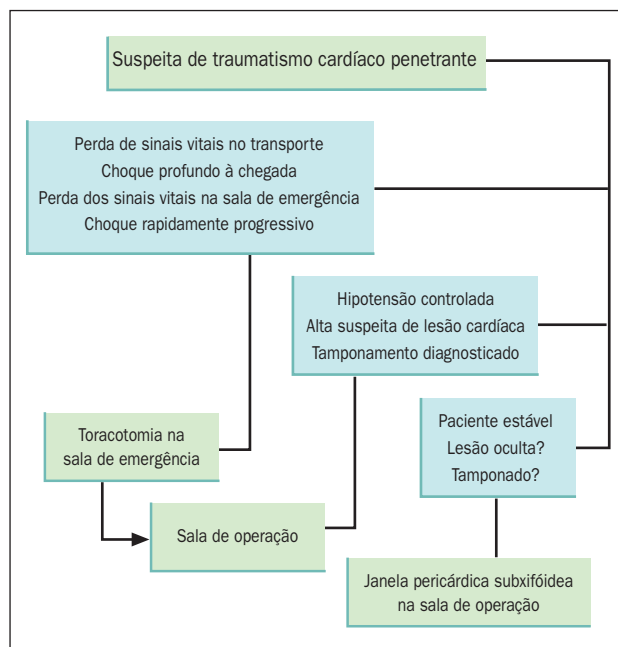 Suspeita de traumatismo cardíaco penetrante
Perda de sinais vitais no transporte
Choque profundo à chegada
Perda dos sinais vitais na sala de emergência
Choque rapidamente progressivo
Hipotensão controlada
Alta suspeita de lesão cardíaca
Tamponamento diagnosticado
Paciente estável
Lesão oculta?
Tamponado?
Toracotomia na
sala de emergência
Sala de operação
Janela pericárdica subxifóidea
na sala de operação